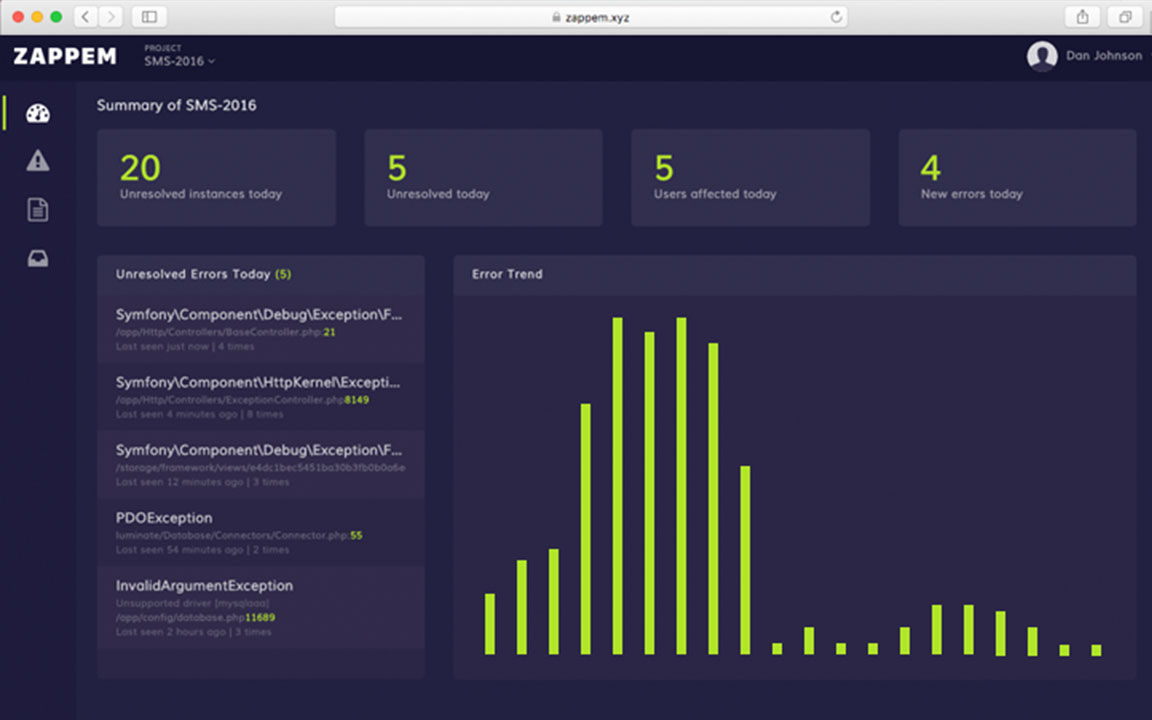 zappem.xyz
ZAPPEM
PROJECT
SMS-2016
Dan Johnson
Summary of SMS-2016
20
Unresolved instances today
5
Unresolved today
5
Users affected today
4
New errors today
Unresolved Errors Today (5)
Symfony\Component\Debug\Exception\F...
/app/Http/Controllers/BaseController.php:21
Last seen just now | 4 times
Symfony\Component\HttpKernel\Excepti...
/app/Http/Controllers/ExceptionController.php8149
Last seen 4 minutes ago | 8 times
Symfony\Component\Debug\Exception\F...
/storage/framework/views/e4dc1bec5451ba30b3fb0b0a6e
Last seen 12 minutes ago | 3 times
PDOException
luminate/Database/Connectors/Connector.php:55
Last seen 54 minutes ago | 2 times
InvalidArgumentException
Unsupported driver [mysqlaaa]
/app/config/database.php11689
Last seen 2 hours ago | 3 times
Error Trend